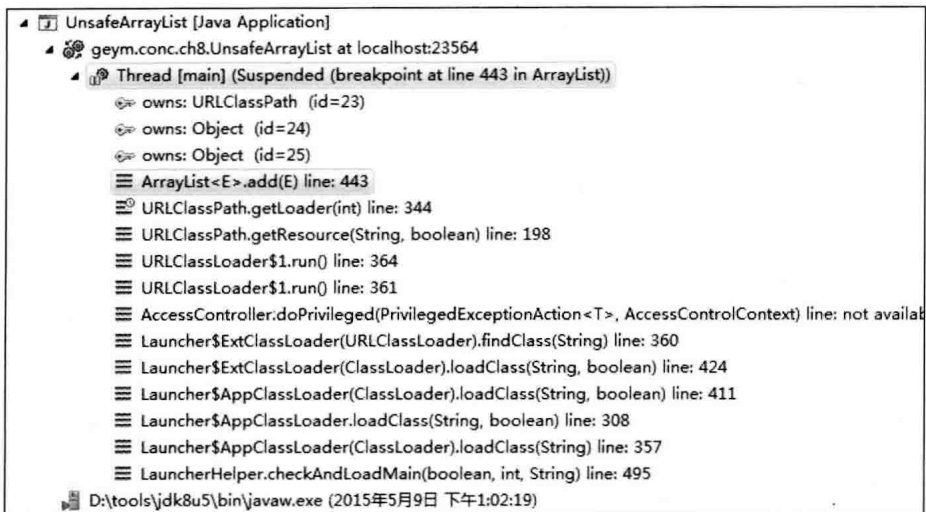 UnsafeArrayList [Java Application]
geym.conc.ch8.UnsafeArrayList at localhost:23564
Thread [main] (Suspended (breakpoint at line 443 in ArrayList))
owns: URLClassPath (id=23)
owns: Object (id=24)
owns: Object (id=25)
ArrayList<E>.add(E) line: 443
URLClassPath.getLoader(int) line: 344
URLClassPath.getResource(String, boolean) line: 198
URLClassLoader$1.run() line: 364
URLClassLoader$1.run() line: 361
AccessController.doPrivileged(PrivilegedExceptionAction<T>, AccessControlContext) line: not availab
Launcher$ExtClassLoader(URLClassLoader).findClass(String) line: 360
Launcher$ExtClassLoader(ClassLoader).loadClass(String, boolean) line: 424
Launcher$AppClassLoader(ClassLoader).loadClass(String, boolean) line: 411
Launcher$AppClassLoader.loadClass(String, boolean) line: 308
Launcher$AppClassLoader(ClassLoader).loadClass(String) line: 357
LauncherHelper.checkAndLoadMain(boolean, int, String) line: 495
D:\tools\jdk8u5\bin\javaw.exe (2015年5月9日 下午1:02:19)